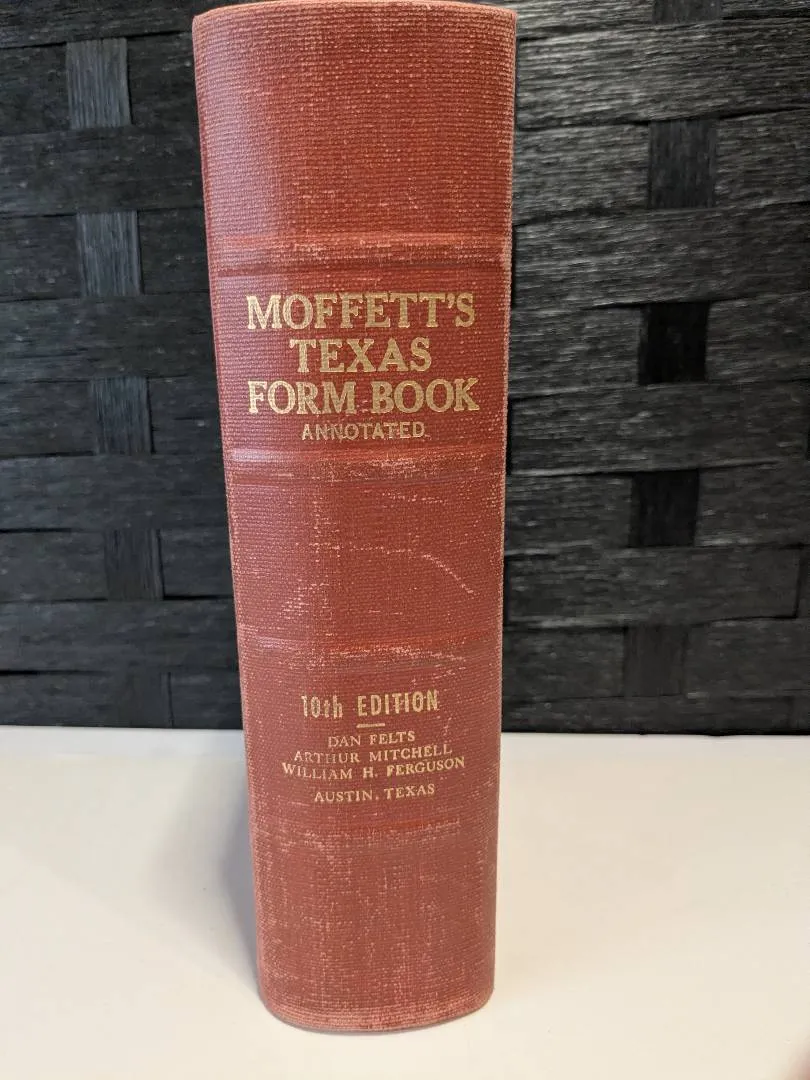 MOFFETT'S
TEXAS
FORM BOOK
ANNOTATED
10th EDITION
DAN FELTS
ARTHUR MITCHELL
WILLIAM H. FERGUSON
AUSTIN, TEXAS